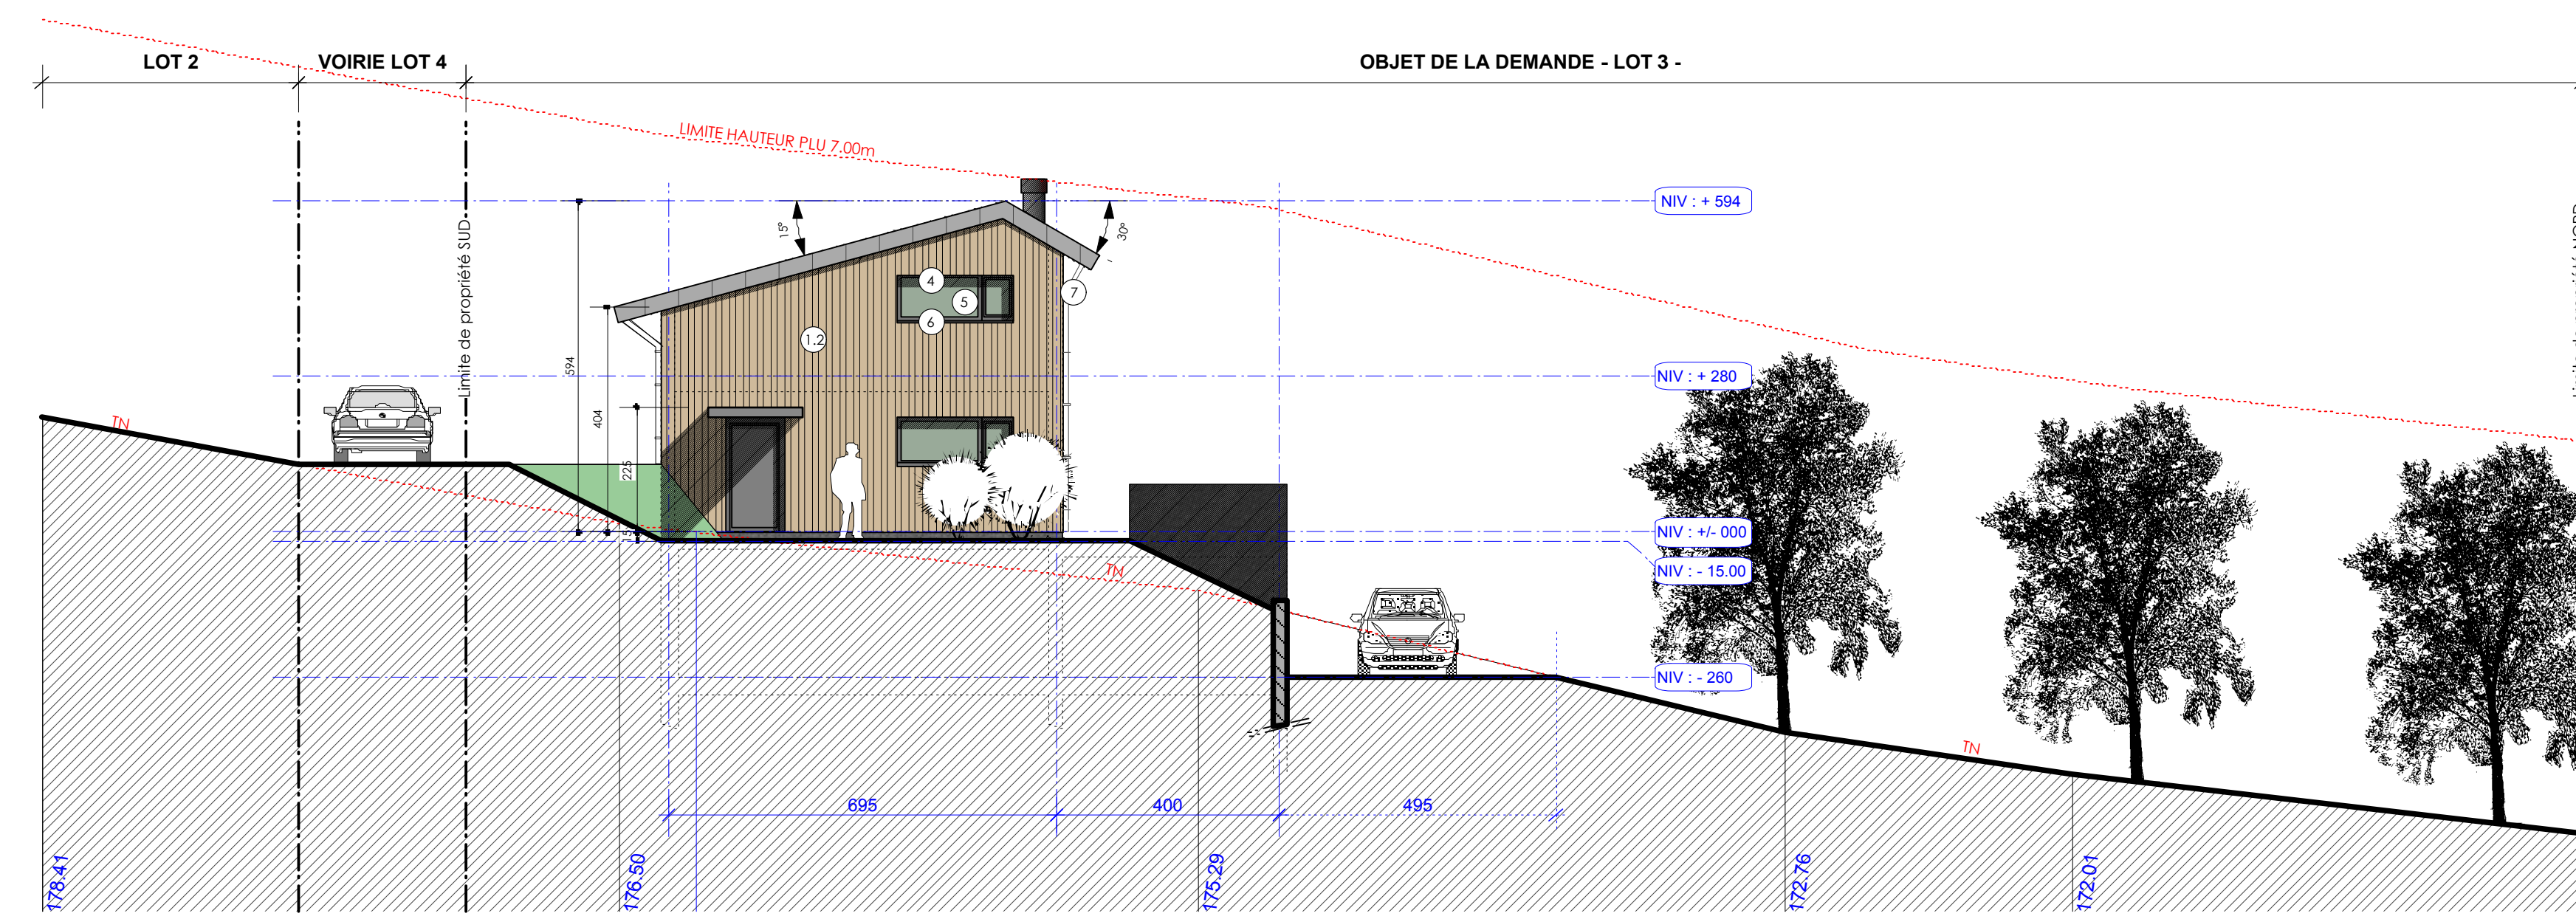 LOT 2
VOIRIE LOT 4
OBJET DE LA DEMANDE - LOT 3 -
LIMITE HAUTEUR PLU 7.00m
Limite de propriété SUD
NIV : + 594
15°
30°
4
5
6
7
1.2
594
404
225
15
NIV : + 280
TN
NIV : +/- 000
NIV : - 15.00
TN
NIV : - 260
TN
695
400
495
178.41
176.50
175.29
172.76
172.01